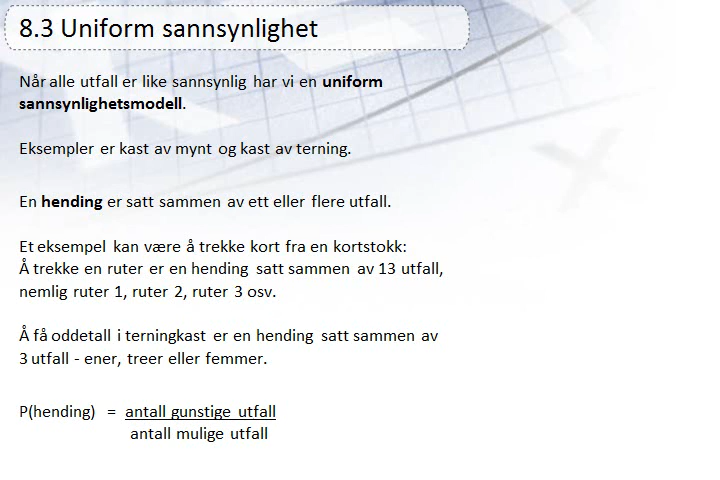 8.3 Uniform sannsynlighet
Når alle utfall er like sannsynlig har vi en uniform
sannsynlighetsmodell.
Eksempler er kast av mynt og kast av terning.
En hending er satt sammen av ett eller flere utfall.
Et eksempel kan være å trekke kort fra en kortstokk:
Å trekke en ruter er en hending satt sammen av 13 utfall,
nemlig ruter 1, ruter 2, ruter 3 osv.
Å få oddetall i terningkast er en hending satt sammen av
3 utfall - ener, treer eller femmer.
P(hending) = antall gunstige utfall
antall mulige utfall